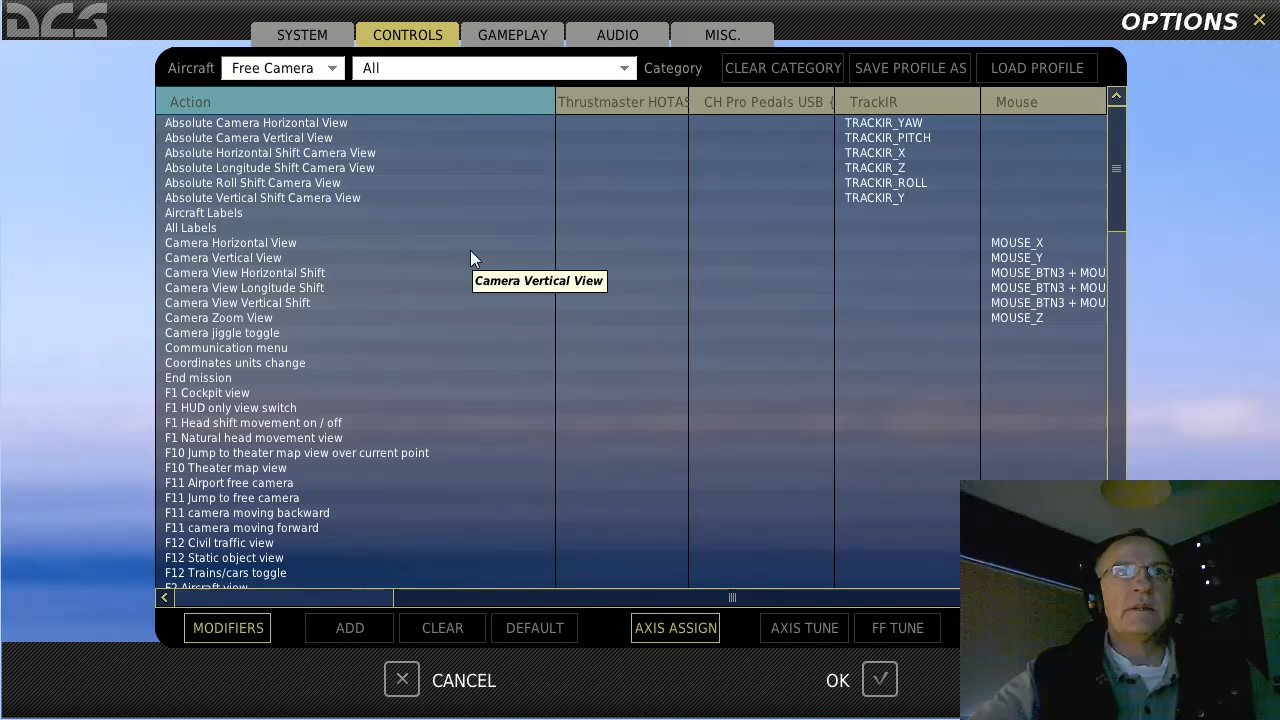 DCS
OPTIONS ×
SYSTEM CONTROLS GAMEPLAY AUDIO MISC.
Aircraft Free Camera All Category CLEAR CATEGORY SAVE PROFILE AS LOAD PROFILE
Action Thrustmaster HOTAS CH Pro Pedals USB { TrackIR Mouse
Absolute Camera Horizontal View TRACKIR_YAW
Absolute Camera Vertical View TRACKIR_PITCH
Absolute Horizontal Shift Camera View TRACKIR_X
Absolute Longitude Shift Camera View TRACKIR_Z
Absolute Roll Shift Camera View TRACKIR_ROLL
Absolute Vertical Shift Camera View TRACKIR_Y
Aircraft Labels
All Labels
Camera Horizontal View MOUSE_X
Camera Vertical View MOUSE_Y
Camera View Horizontal Shift MOUSE_BTN3 + MOU
Camera Vertical View
Camera View Longitude Shift MOUSE_BTN3 + MOU
Camera View Vertical Shift MOUSE_BTN3 + MOU
Camera Zoom View MOUSE_Z
Camera jiggle toggle
Communication menu
Coordinates units change
End mission
F1 Cockpit view
F1 HUD only view switch
F1 Head shift movement on / off
F1 Natural head movement view
F10 Jump to theater map view over current point
F10 Theater map view
F11 Airport free camera
F11 Jump to free camera
F11 camera moving backward
F11 camera moving forward
F12 Civil traffic view
F12 Static object view
F12 Trains/cars toggle
F2 Aircraft view
MODIFIERS ADD CLEAR DEFAULT AXIS ASSIGN AXIS TUNE FF TUNE
CANCEL OK